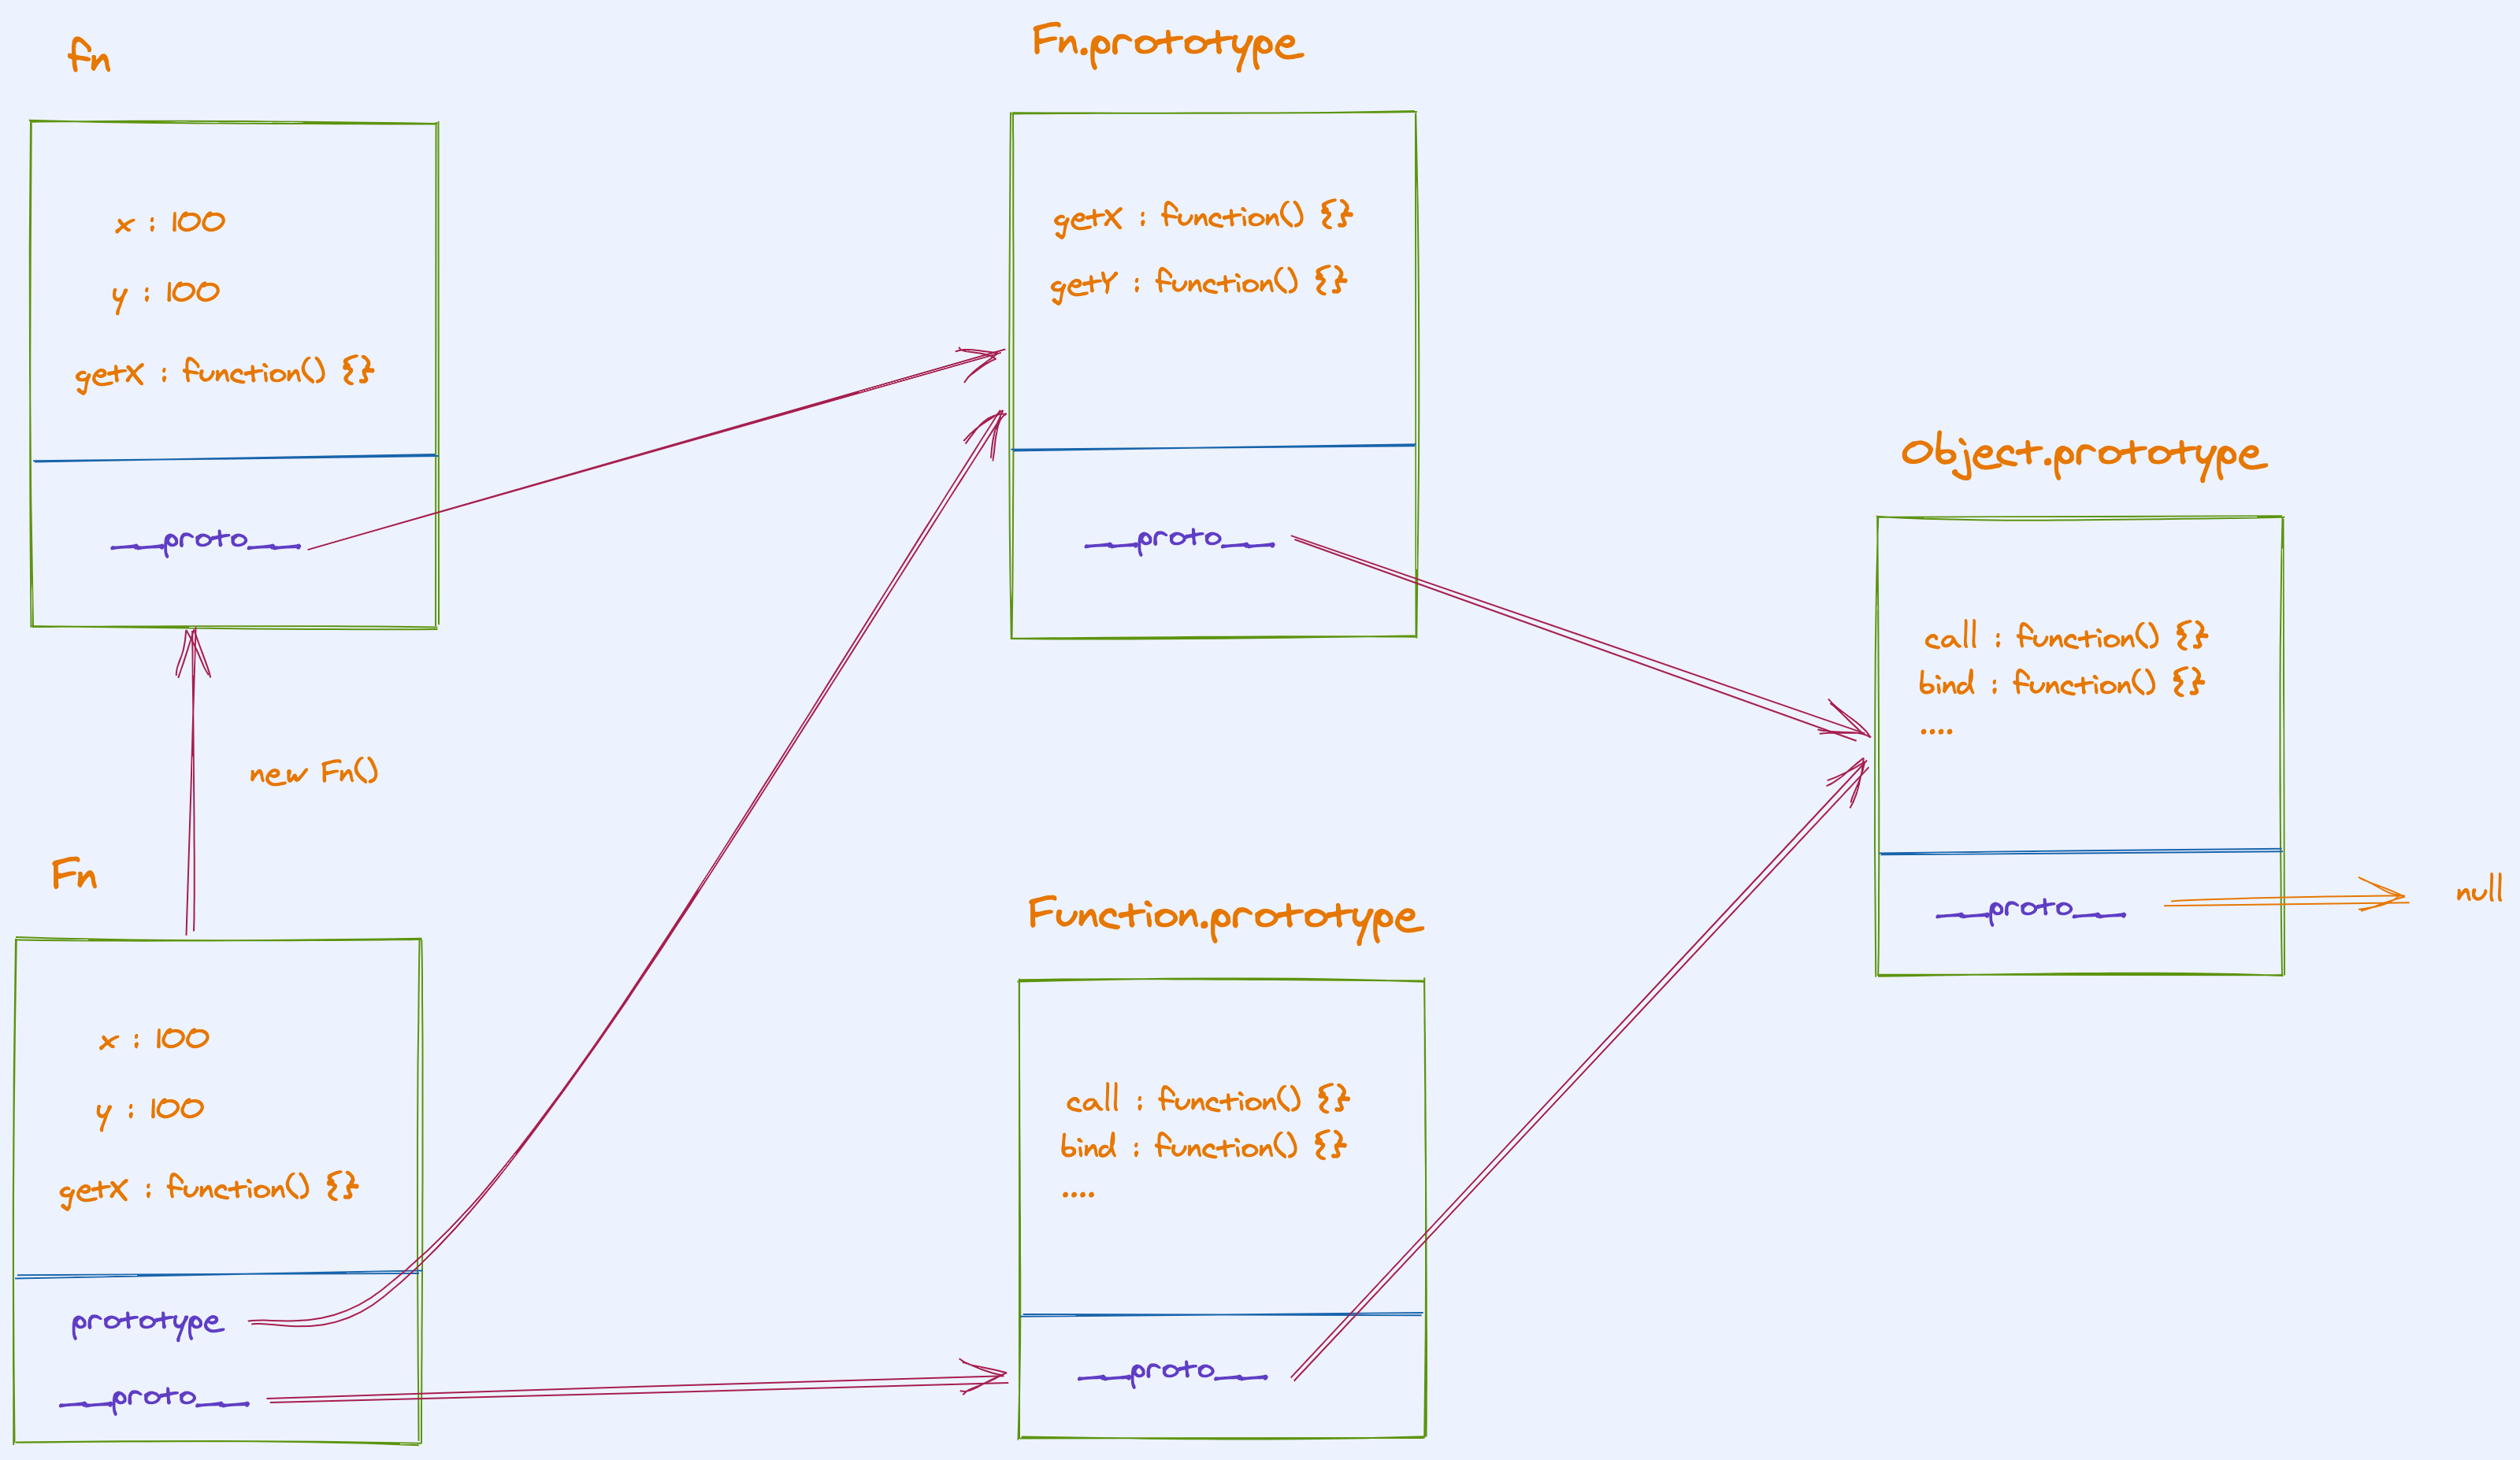 fn
x : 100
y : 100
getX : function() {}
__proto__
new Fn()
Fn
x : 100
y : 100
getX : function() {}
prototype
__proto__
Fn.prototype
getX : function() {}
getY : function() {}
__proto__
Function.prototype
call : function() {}
bind : function() {}
....
__proto__
Object.prototype
call : function() {}
bind : function() {}
....
__proto__
null